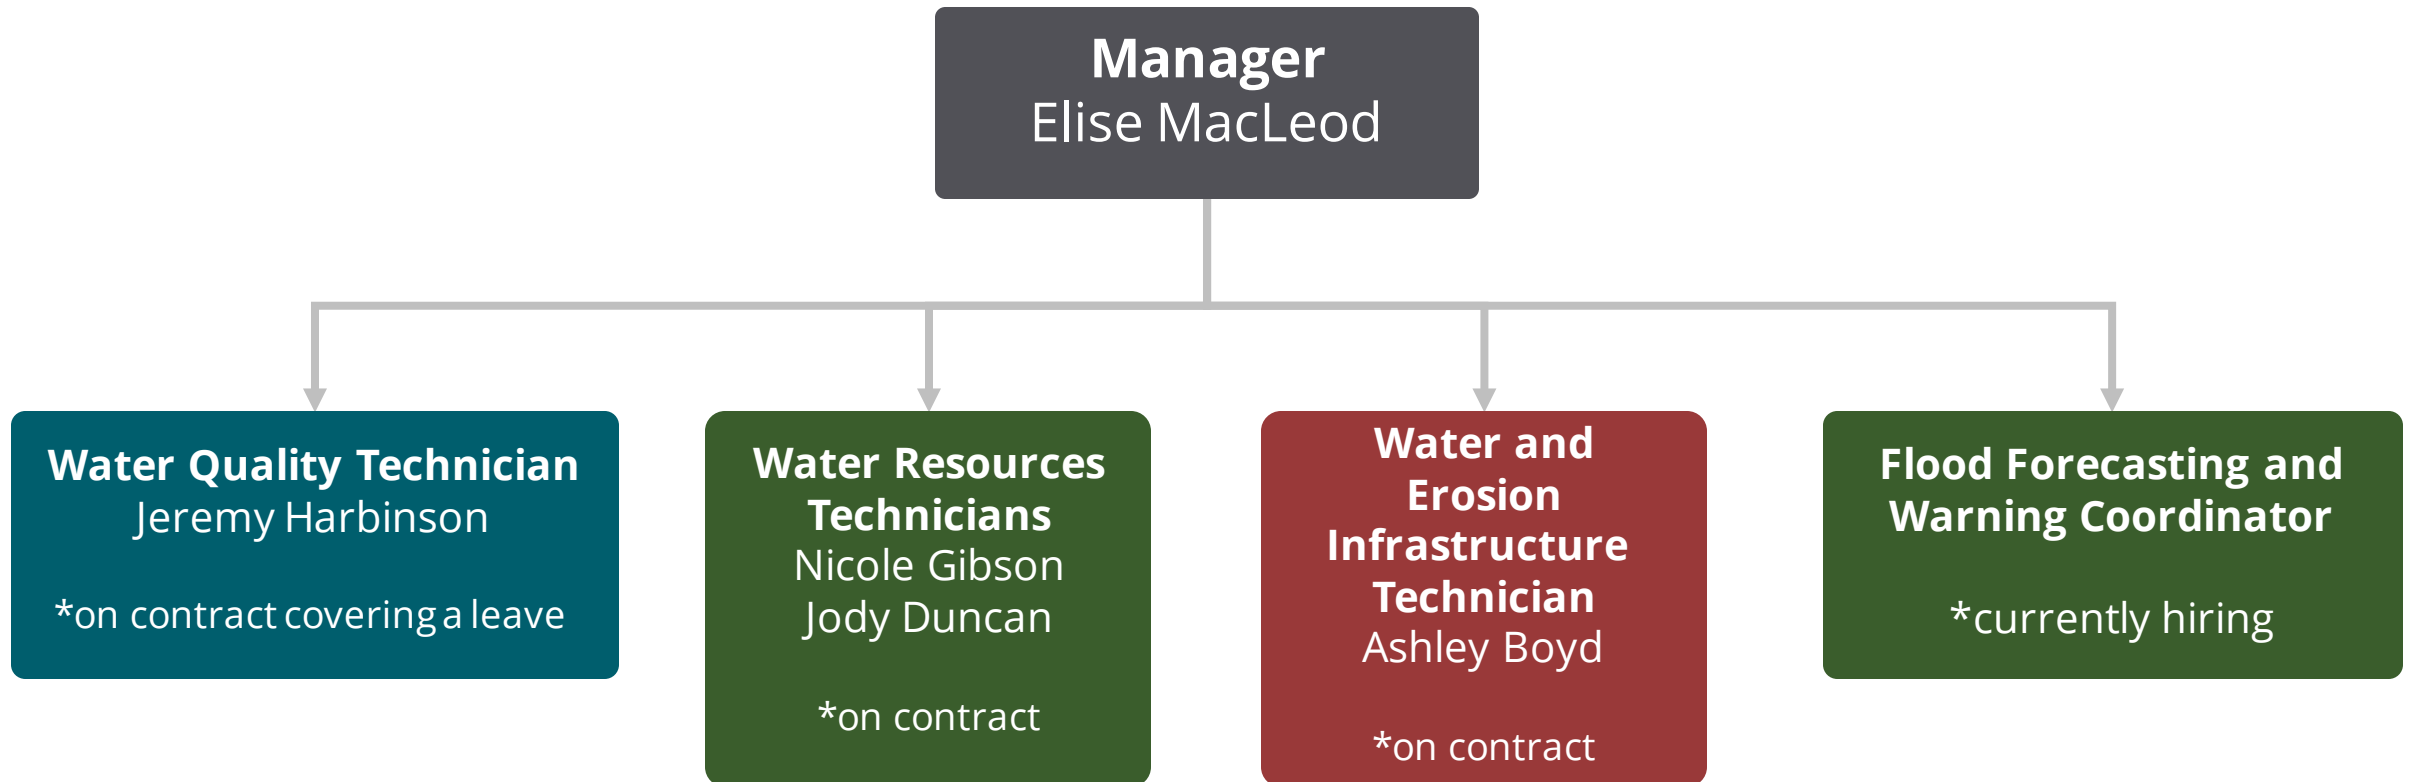 Manager
Elise MacLeod
Water Quality Technician
Jeremy Harbinson
*on contract covering a leave
Water Resources
Technicians
Nicole Gibson
Jody Duncan
*on contract
Water and
Erosion
Infrastructure
Technician
Ashley Boyd
*on contract
Flood Forecasting and
Warning Coordinator
*currently hiring